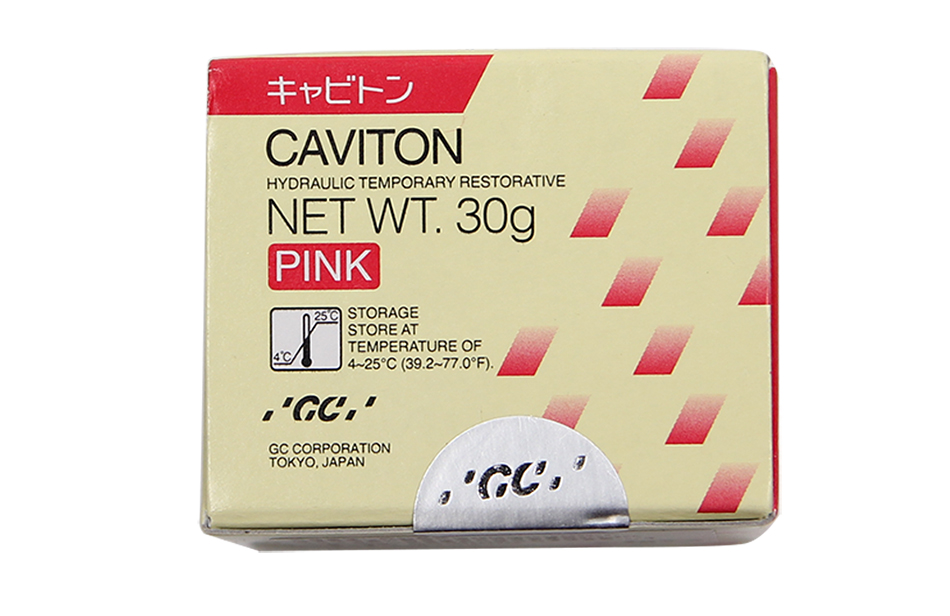 キャビトン
CAVITON
HYDRAULIC TEMPORARY RESTORATIVE
NET WT. 30g
PINK
25°C
4°C
STORAGE
STORE AT
TEMPERATURE OF
4~25°C (39.2~77.0°F).
GC
GC CORPORATION
TOKYO, JAPAN
GC